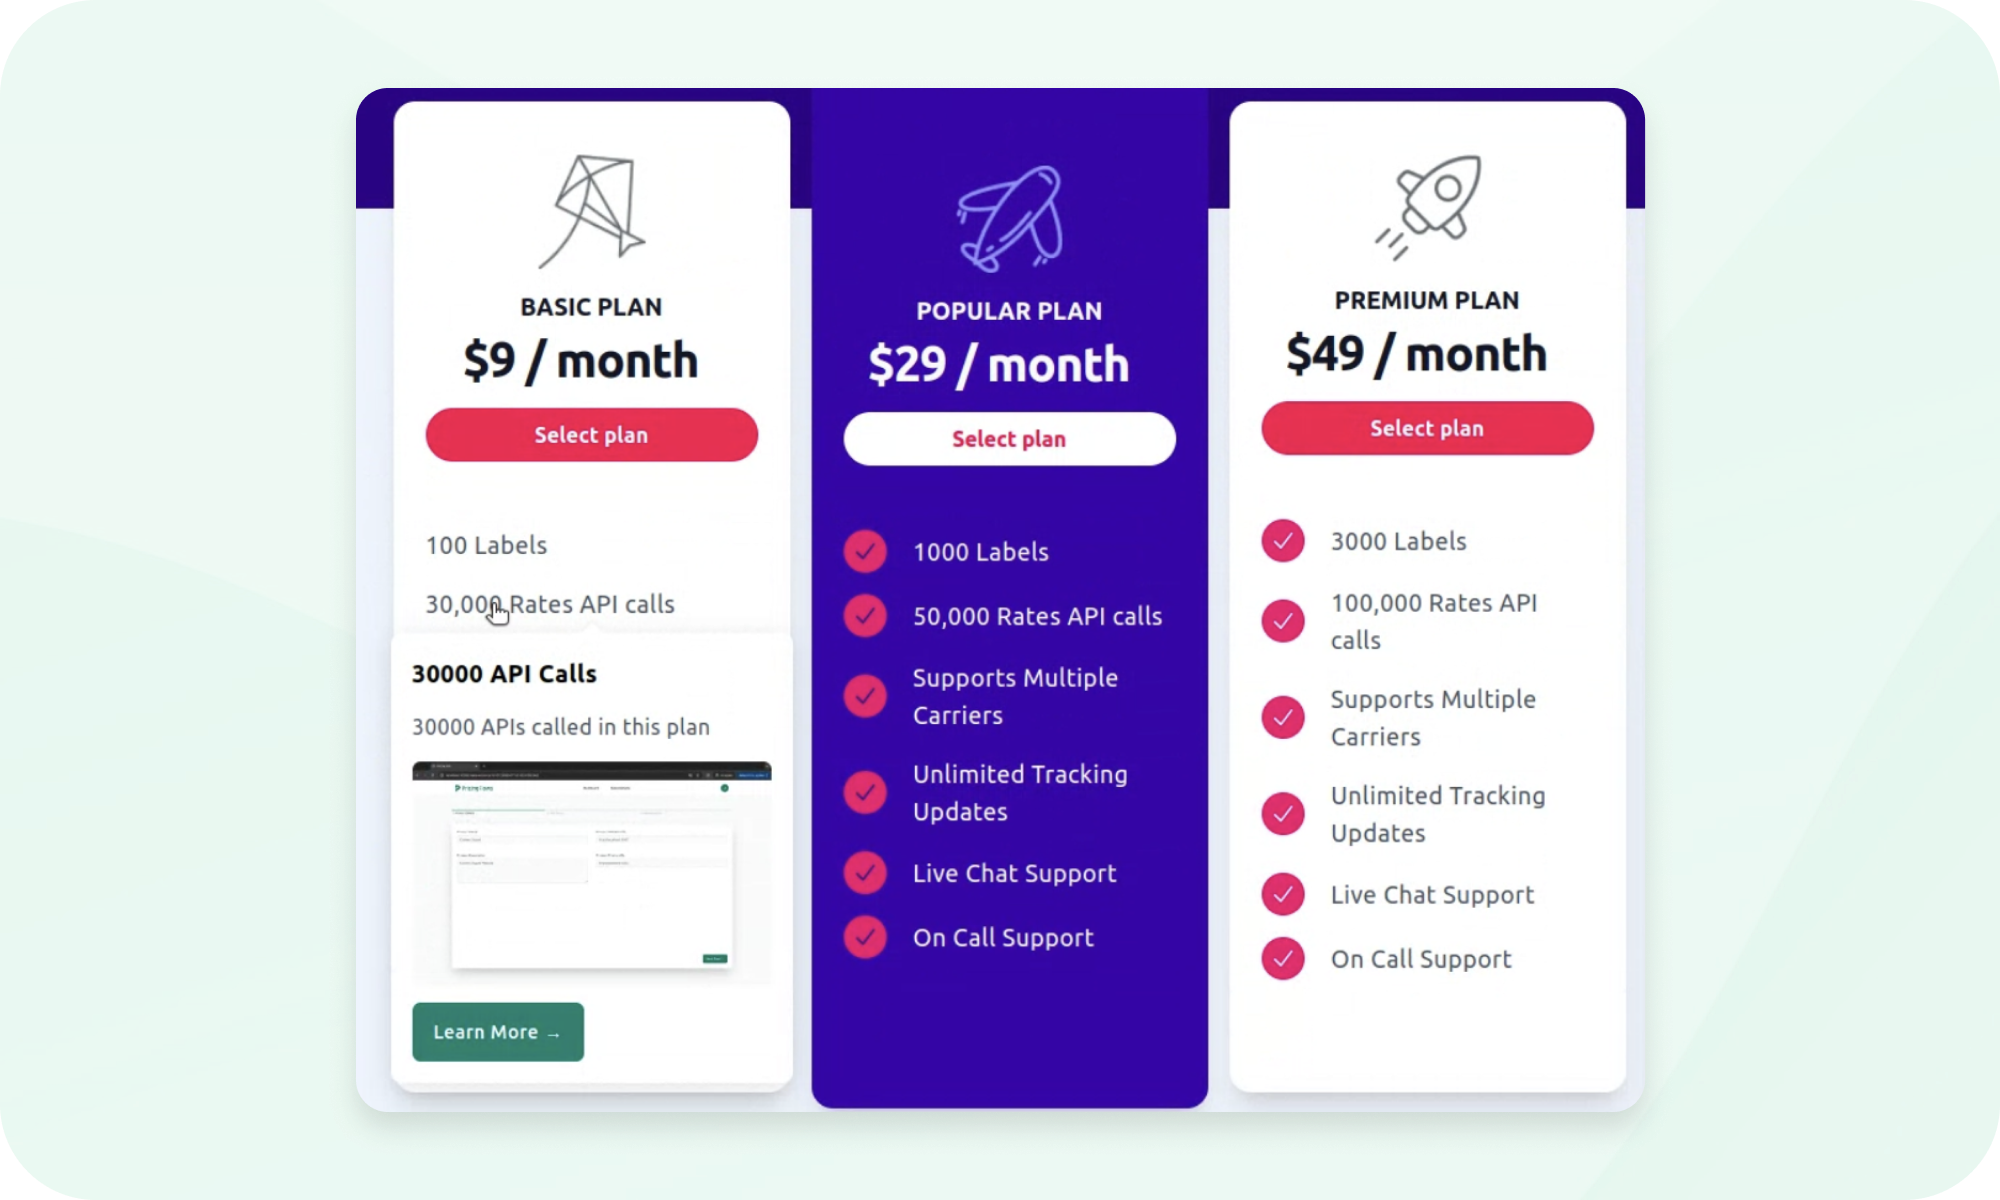 BASIC PLAN
$9 / month
Select plan
100 Labels
30,000 Rates API calls
30000 API Calls
30000 APIs called in this plan
Learn More →
POPULAR PLAN
$29 / month
Select plan
1000 Labels
50,000 Rates API calls
Supports Multiple
Carriers
Unlimited Tracking
Updates
Live Chat Support
On Call Support
PREMIUM PLAN
$49 / month
Select plan
3000 Labels
100,000 Rates API
calls
Supports Multiple
Carriers
Unlimited Tracking
Updates
Live Chat Support
On Call Support